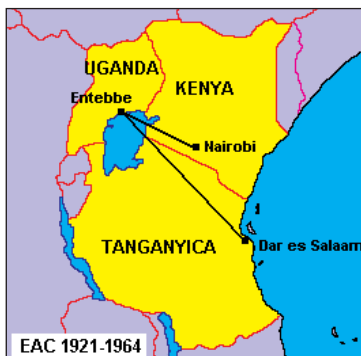 UGANDA
Entebbe
KENYA
Nairobi
TANGANYICA
Dar es Salaam
EAC 1921-1964